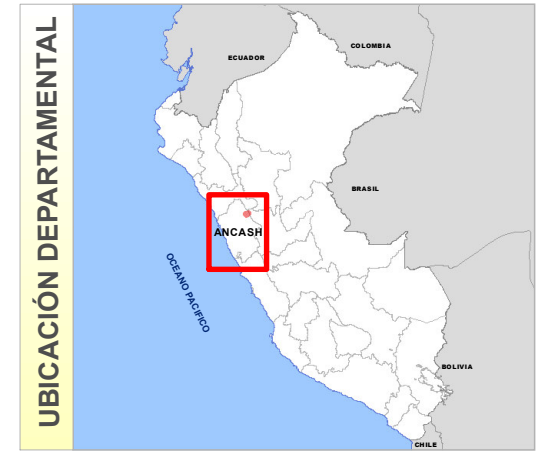 UBICACIÓN DEPARTAMENTAL
COLOMBIA
ECUADOR
BRASIL
ANCASH
OCEANO PACIFICO
BOLIVIA
CHILE